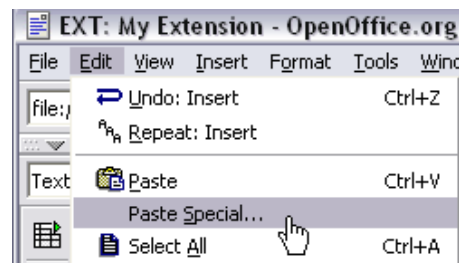 EXT: My Extension - OpenOffice.org
File Edit View Insert Format Tools Wind
file:/
Undo: Insert Ctrl+Z
Repeat: Insert
Text
Paste Ctrl+V
Paste Special...
Select All Ctrl+A